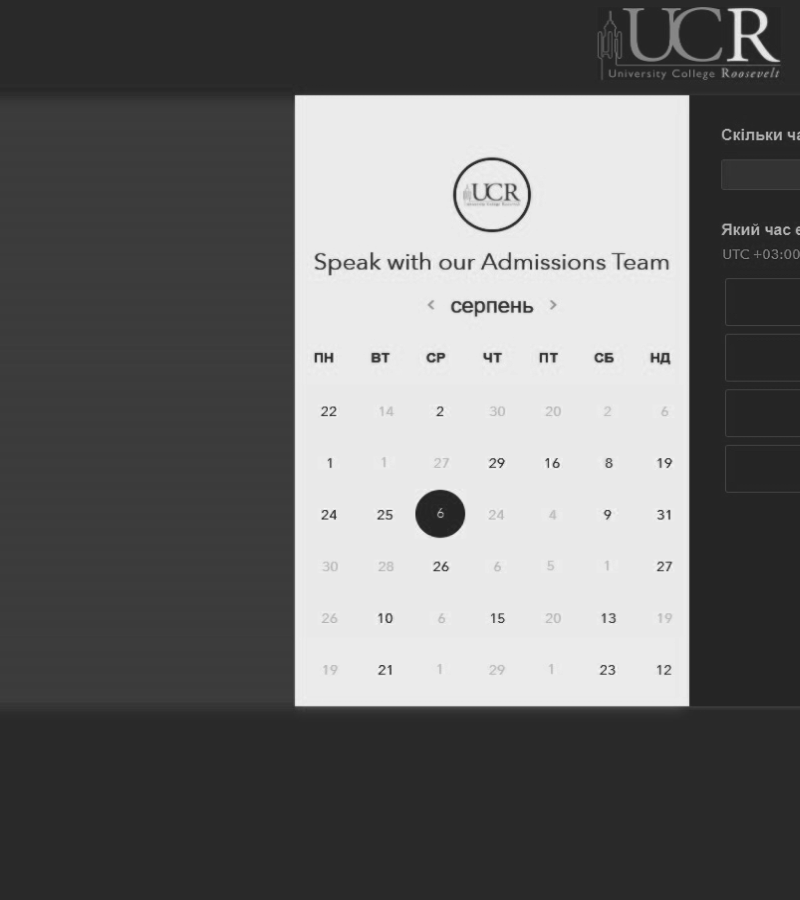 UCR
University College Roosevelt
Скільки
UCR
Speak with our Admissions Team
Який час
UTC +03:00
серпень
ПН ВТ СР ЧТ ПТ СБ НД
22 14 2 30 20 2 6
1 1 27 29 16 8 19
24 25 6 24 4 9 31
30 28 26 6 5 1 27
26 10 6 15 20 13 19
19 21 1 29 1 23 12